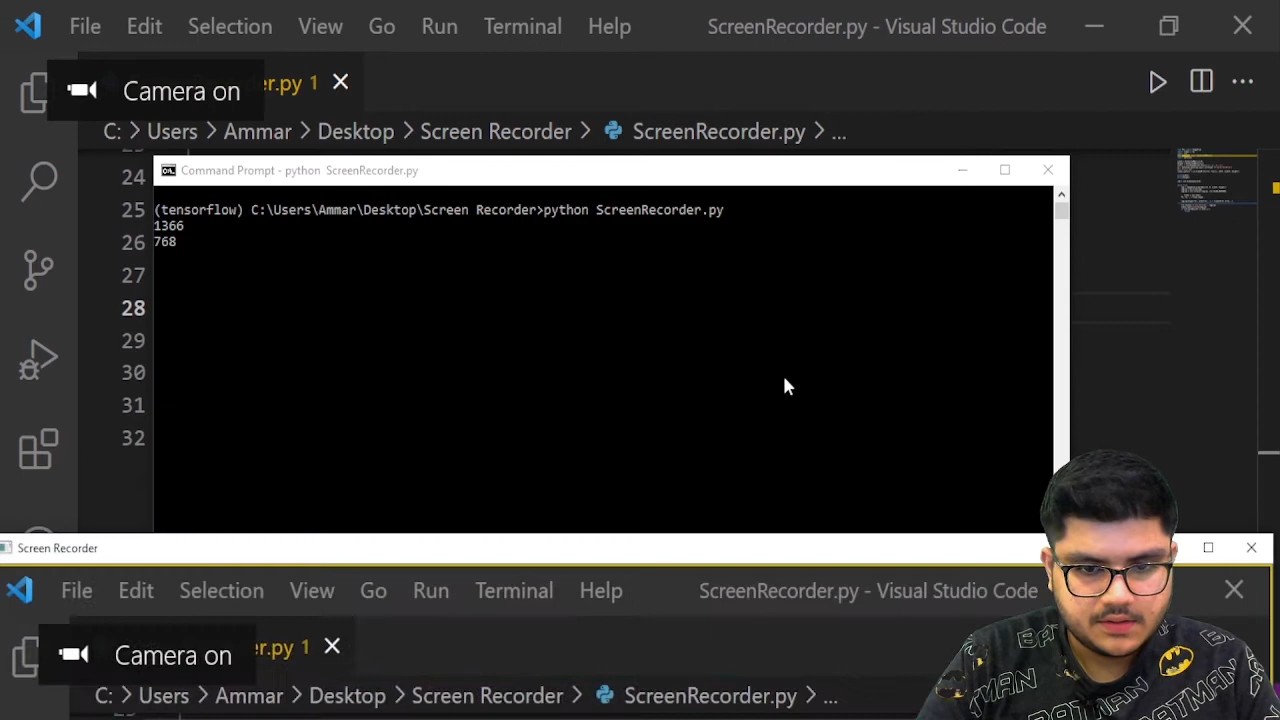 File Edit Selection View Go Run Terminal Help ScreenRecorder.py - Visual Studio Code
Camera on er.py 1
C: > Users > Ammar > Desktop > Screen Recorder > ScreenRecorder.py > ...
Command Prompt - python ScreenRecorder.py
24
25 (tensorflow) C:\Users\Ammar\Desktop\Screen Recorder>python ScreenRecorder.py
1366
26 768
27
28
29
30
31
32
Screen Recorder
File Edit Selection View Go Run Terminal Help ScreenRecorder.py - Visual Studio Code
Camera on er.py 1
C: > Users > Ammar > Desktop > Screen Recorder > ScreenRecorder.py > ...
BATMAN
BATMAN